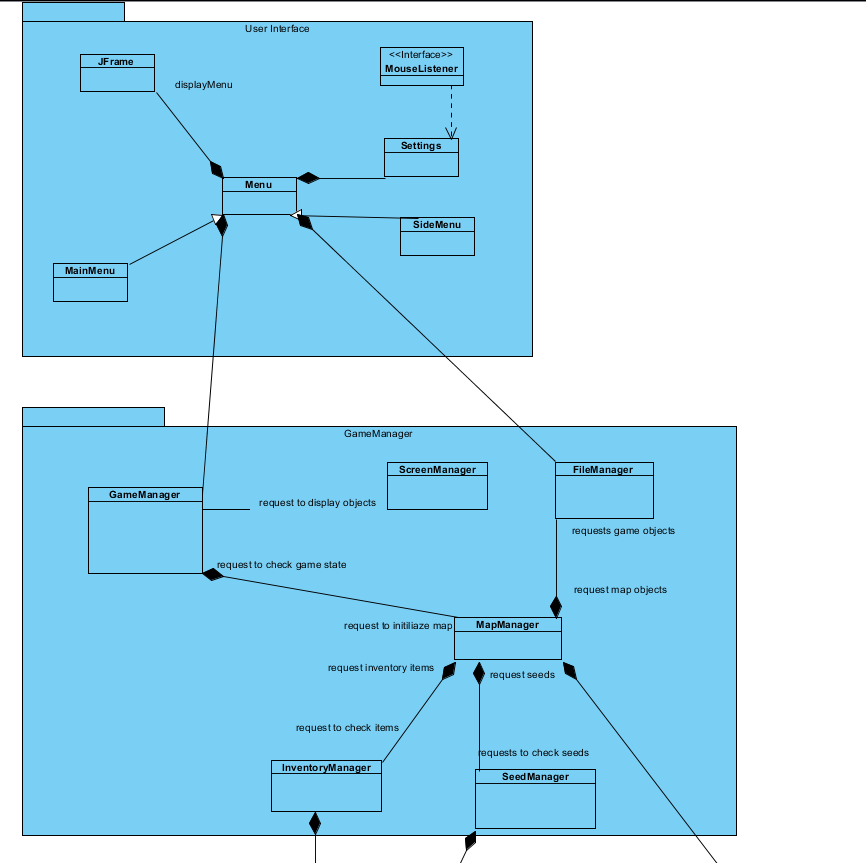 User Interface
JFrame
<<Interface>>
MouseListener
displayMenu
Settings
Menu
SideMenu
MainMenu
GameManager
ScreenManager
FileManager
GameManager
request to display objects
requests game objects
request to check game state
request map objects
request to initiliaze map
MapManager
request inventory items
request seeds
request to check items
requests to check seeds
InventoryManager
SeedManager